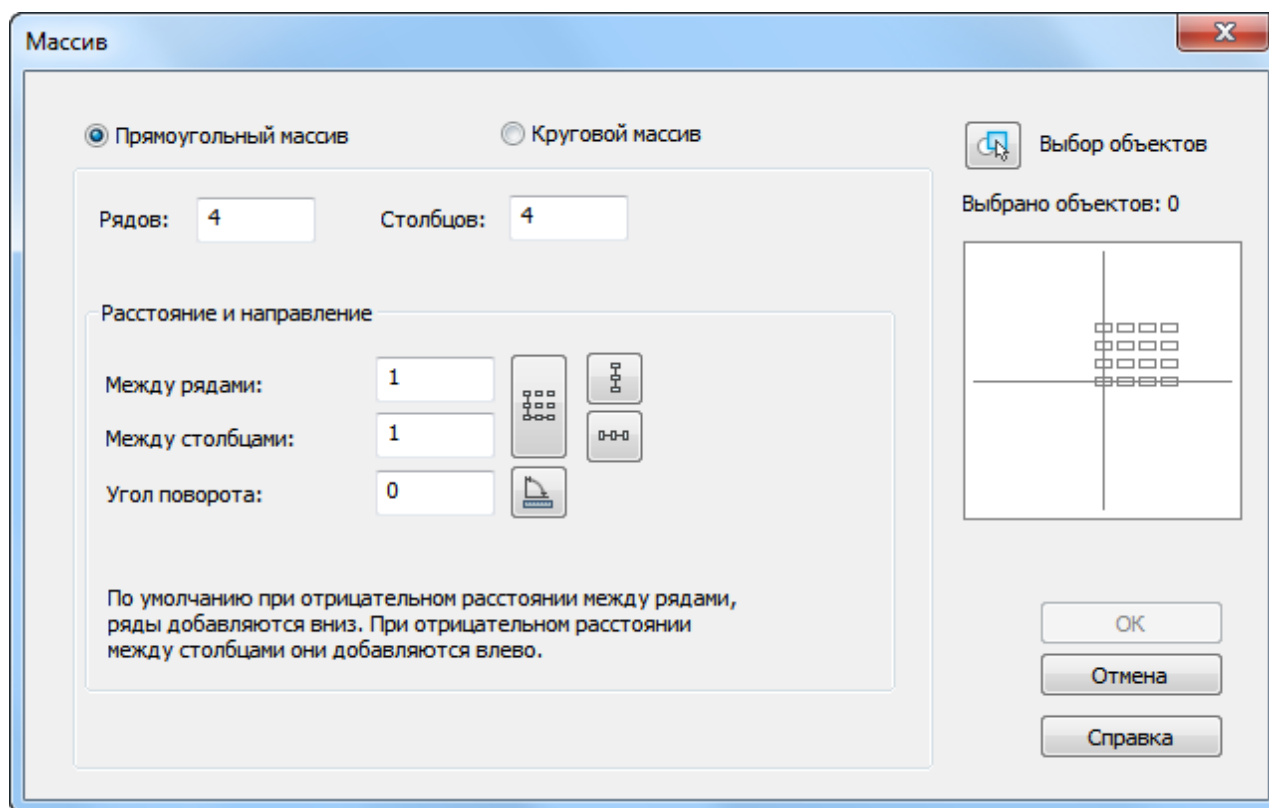 Массив
Прямоугольный массив
Круговой массив
Выбор объектов
Рядов: 4
Столбцов: 4
Выбрано объектов: 0
Расстояние и направление
Между рядами: 1
Между столбцами: 1
Угол поворота: 0
По умолчанию при отрицательном расстоянии между рядами,
ряды добавляются вниз. При отрицательном расстоянии
между столбцами они добавляются влево.
ОК
Отмена
Справка